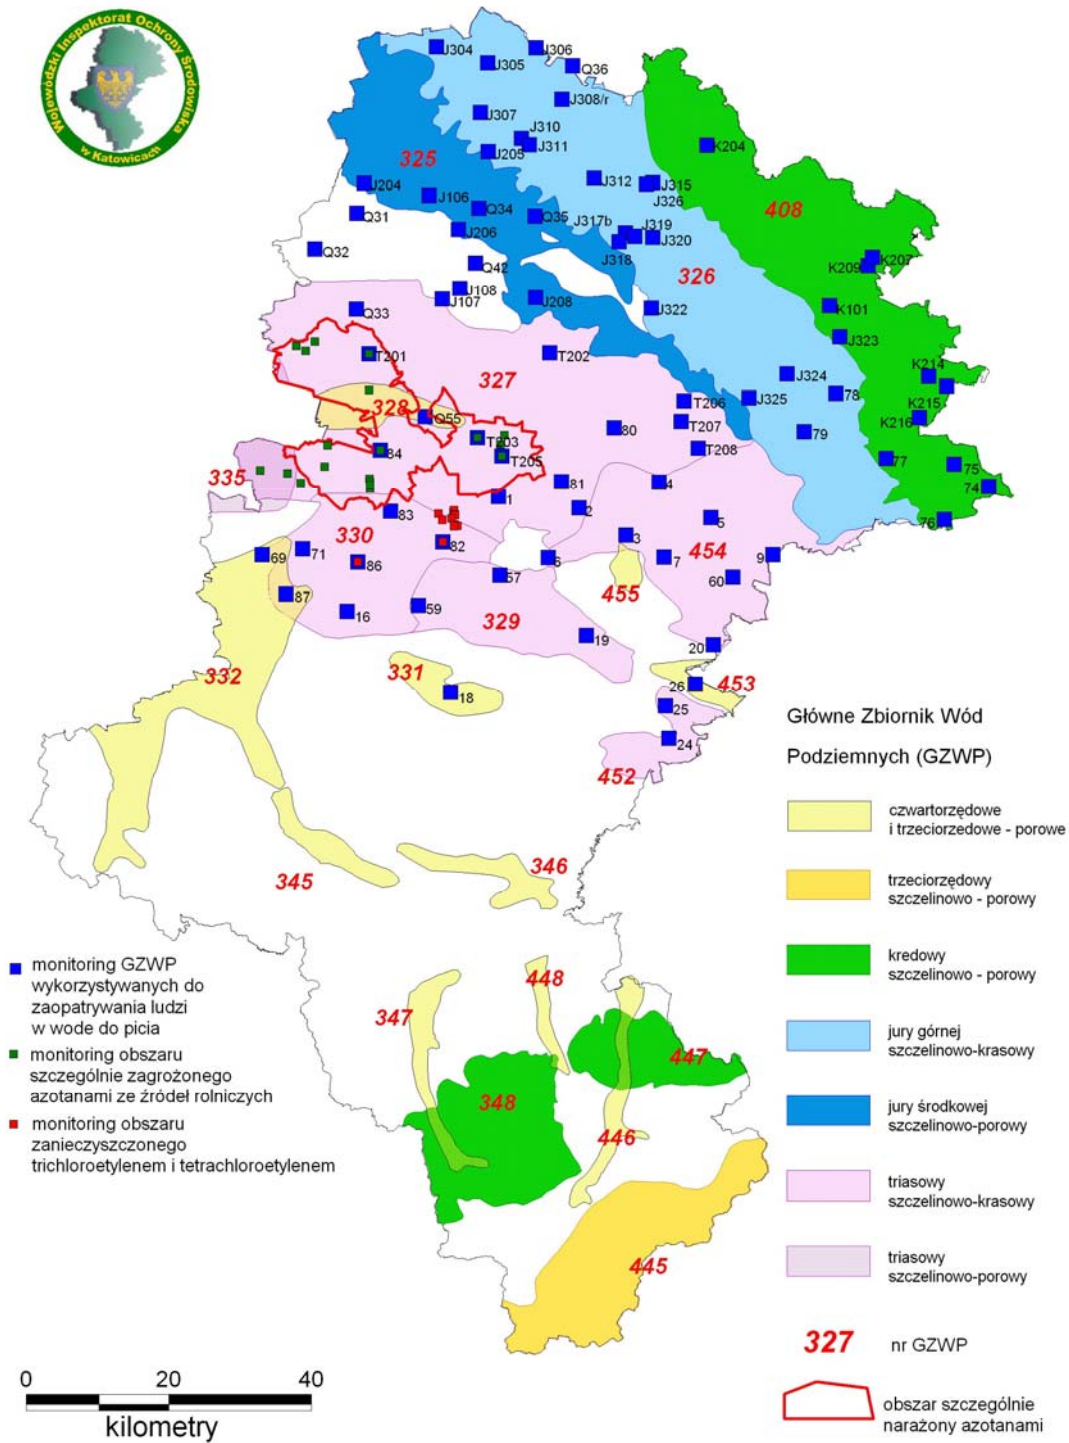 Wojewódzki Inspektorat Ochrony Środowiska
w Katowicach
J304
J306
J305
Q36
J308/r
J307
J310
J311
K204
325
J205
J204
J106
J312
J315
J326
408
Q34
Q31
Q35
J317b
J319
J206
J320
Q32
J318
K207
K209
Q42
326
J108
J107
J208
K101
Q33
J322
J323
T201
T202
327
K214
J324
328
J325
78
K215
T206
Q55
K216
T207
80
79
T203
84
T208
T205
77
75
335
81
4
74
1
83
2
5
76
330
3
82
454
69
71
6
7
9
86
57
60
455
87
59
16
329
19
20
331
332
26
453
18
25
24
452
346
345
448
347
447
348
446
445
Główne Zbiornik Wód
Podziemnych (GZWP)
czwartorzędowe
i trzeciorzedowe - porowe
trzeciorzędowy
szczelinowo - porowy
kredowy
szczelinowo - porowy
jury górnej
szczelinowo-krasowy
jury środkowej
szczelinowo-porowy
triasowy
szczelinowo-krasowy
triasowy
szczelinowo-porowy
327 nr GZWP
obszar szczególnie
narażony azotanami
monitoring GZWP
wykorzystywanych do
zaopatrywania ludzi
w wode do picia
monitoring obszaru
szczególnie zagrożonego
azotanami ze źródeł rolniczych
monitoring obszaru
zanieczyszczonego
trichloroetylenem i tetrachloroetylenem
0 20 40
kilometry